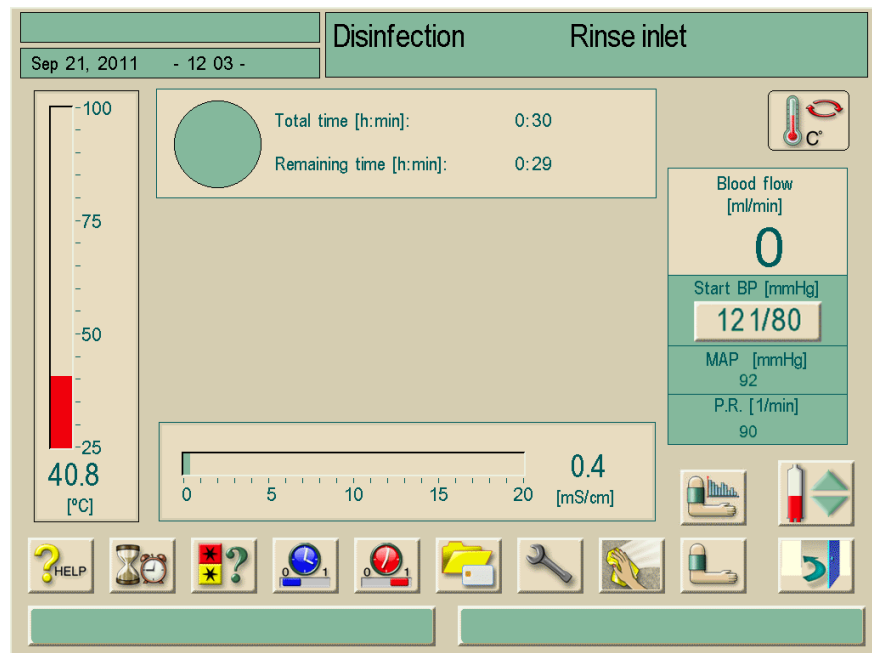 Disinfection Rinse inlet
Sep 21, 2011 - 12 03 -
100
75
50
25
40.8
[ºC]
Total time [h:min]: 0:30
Remaining time [h:min]: 0:29
C°
Blood flow
[ml/min]
0
Start BP [mmHg]
121/80
MAP [mmHg]
92
P.R. [1/min]
90
0 5 10 15 20
0.4
[mS/cm]
?HELP
?
0 1
0 1